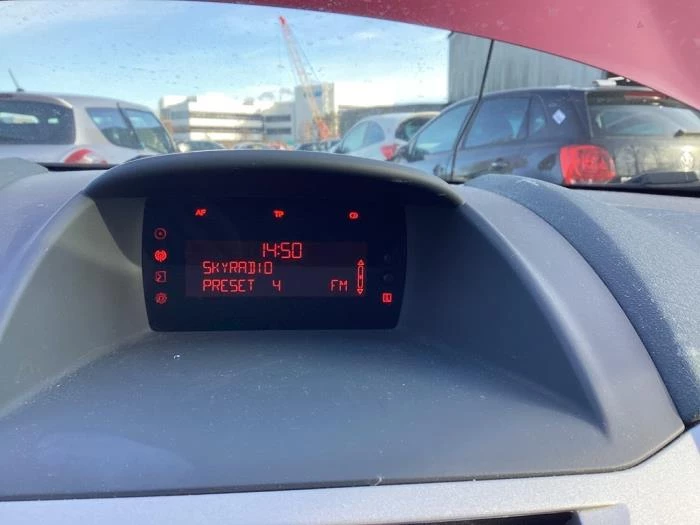 AF TP
14:50
SKYRADIO
PRESET 4 FM